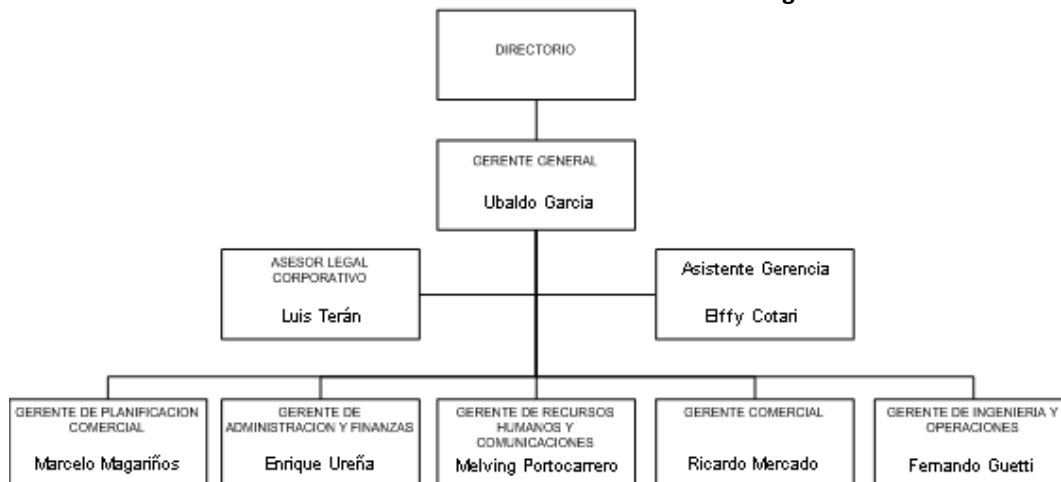 DIRECTORIO
GERENTE GENERAL
Ubaldo Garcia
ASESOR LEGAL
CORPORATIVO
Luis Terán
Asistente Gerencia
Effy Cotari
GERENTE DE PLANIFICACION
COMERCIAL
Marcelo Magariños
GERENTE DE
ADMINISTRACION Y FINANZAS
Enrique Ureña
GERENTE DE RECURSOS
HUMANOS Y
COMUNICACIONES
Melving Portocarrero
GERENTE COMERCIAL
Ricardo Mercado
GERENTE DE INGENIERIA Y
OPERACIONES
Fernando Guetti